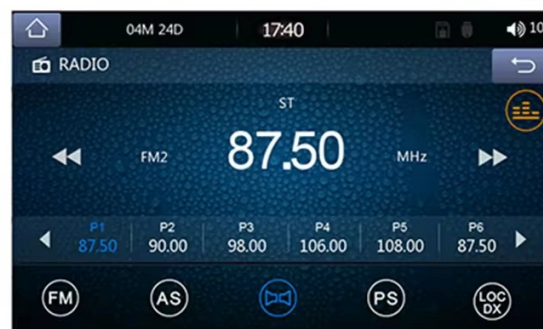 04M 24D 17:40 10
RADIO
ST
FM2 87.50 MHz
P1 P2 P3 P4 P5 P6
87.50 90.00 98.00 106.00 108.00 87.50
FM AS PS LOC
DX